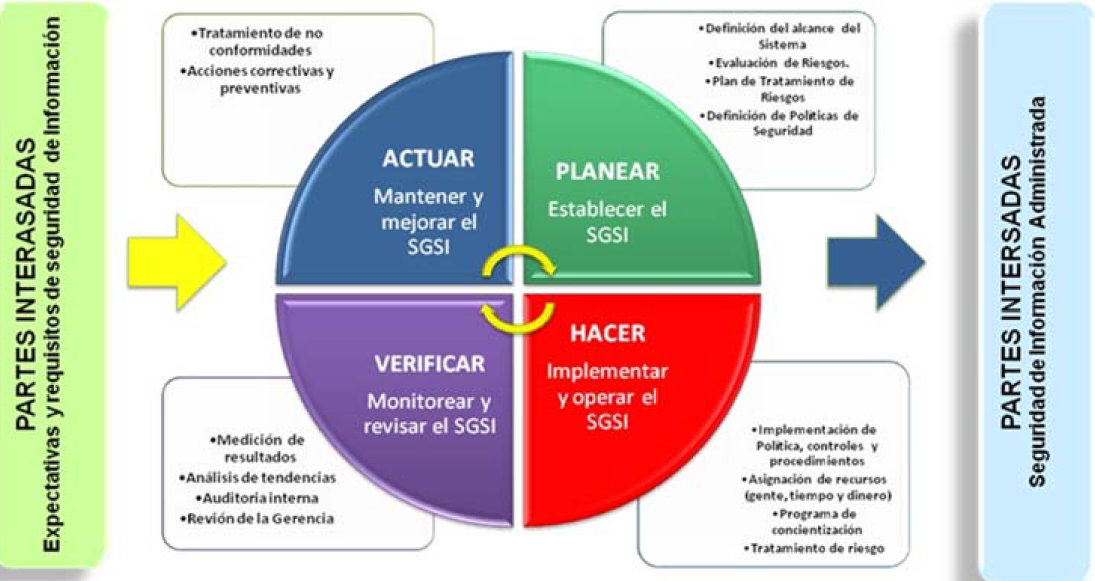 PARTES INTERASADAS
Expectativas y requisitos de seguridad de Información
•Tratamiento de no
conformidades
•Acciones correctivas y
preventivas
ACTUAR
Mantener y
mejorar el
SGSI
PLANEAR
Establecer el
SGSI
•Definición del alcance del
Sistema
•Evaluación de Riesgos.
•Plan de Tratamiento de
Riesgos
•Definición de Políticas de
Seguridad
VERIFICAR
Monitorear y
revisar el SGSI
HACER
Implementar
y operar el
SGSI
•Medición de
resultados
•Análisis de tendencias
•Auditoria interna
•Revión de la Gerencia
•Implementación de
Política, controles y
procedimientos
•Asignación de recursos
(gente, tiempo y dinero)
•Programa de
concientización
•Tratamiento de riesgo
PARTES INTERSADAS
Seguridad de Información Administrada